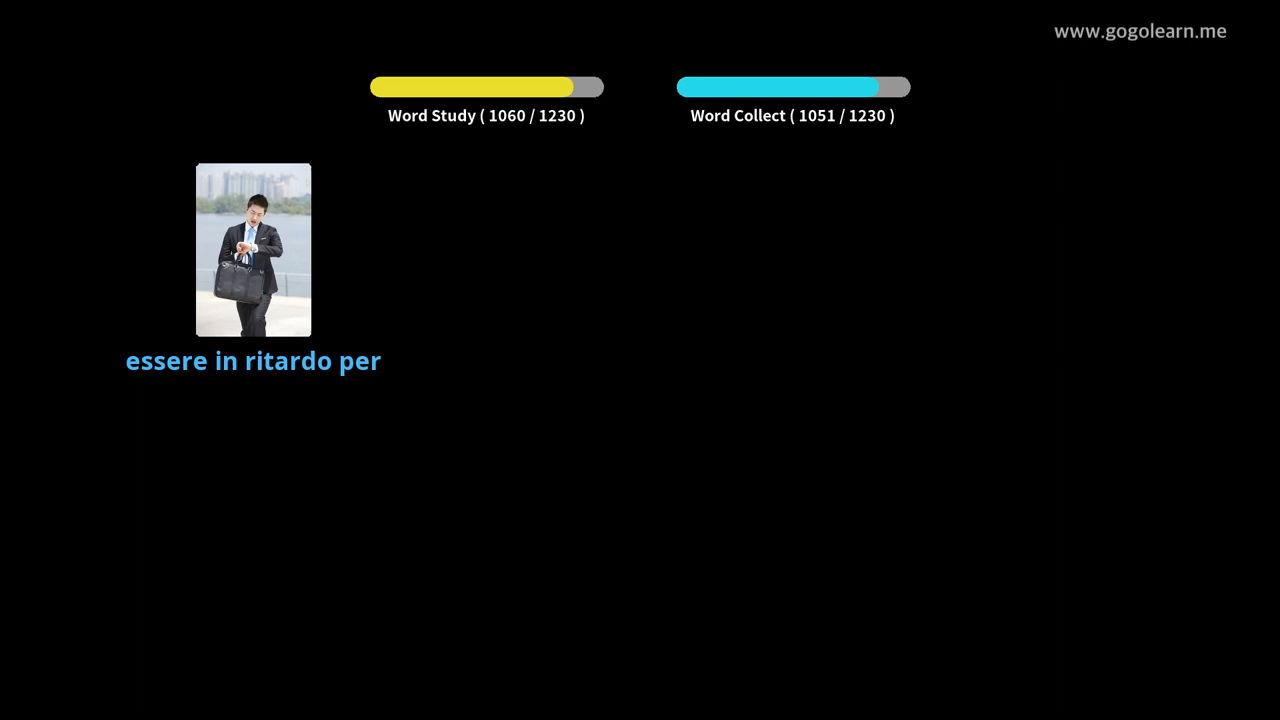 www.gogolearn.me
Word Study ( 1060 / 1230 )
Word Collect ( 1051 / 1230 )
essere in ritardo per